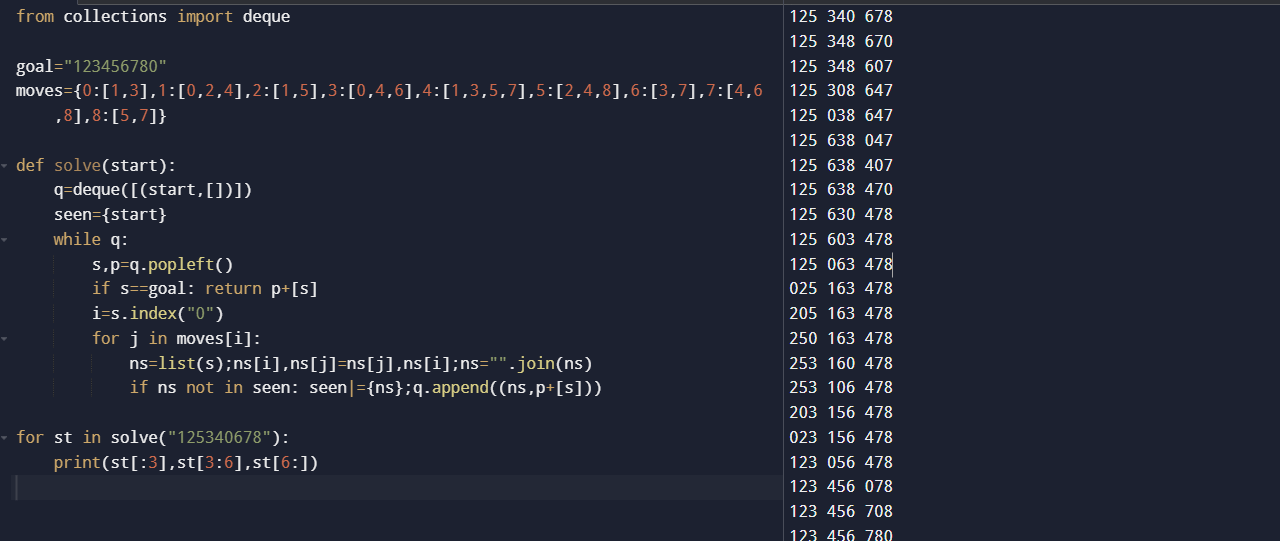 from collections import deque
goal="123456780"
moves={0:[1,3],1:[0,2,4],2:[1,5],3:[0,4,6],4:[1,3,5,7],5:[2,4,8],6:[3,7],7:[4,6
,8],8:[5,7]}
def solve(start):
q=deque([(start,[])])
seen={start}
while q:
s,p=q.popleft()
if s==goal: return p+[s]
i=s.index("0")
for j in moves[i]:
ns=list(s);ns[i],ns[j]=ns[j],ns[i];ns="".join(ns)
if ns not in seen: seen|={ns};q.append((ns,p+[s]))
for st in solve("125340678"):
print(st[:3],st[3:6],st[6:])
125 340 678
125 348 670
125 348 607
125 308 647
125 038 647
125 638 047
125 638 407
125 638 470
125 630 478
125 603 478
125 063 478
025 163 478
205 163 478
250 163 478
253 160 478
253 106 478
203 156 478
023 156 478
123 056 478
123 456 078
123 456 708
123 456 780